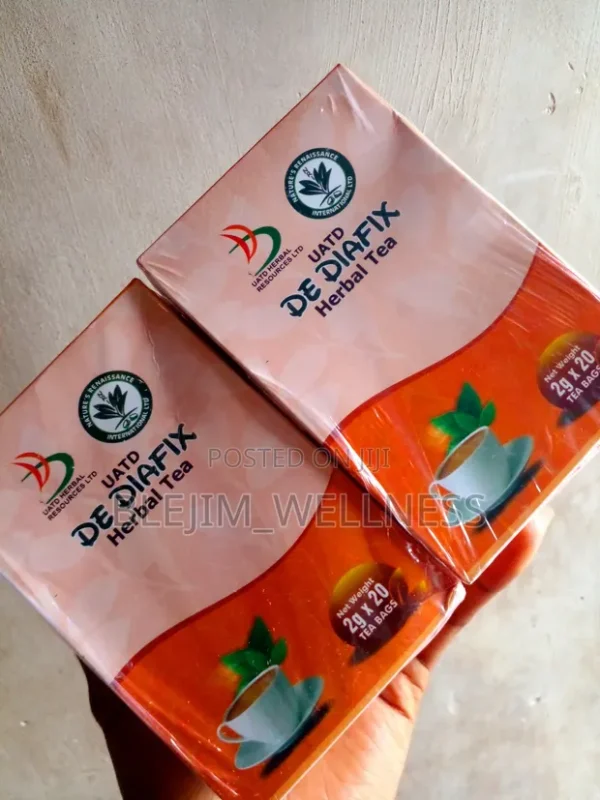 NATURE'S RENAISSANCE
INTERNATIONAL LTD
UATD HERBAL
RESOURCES LTD
UATD
DE DIAFIX
Herbal Tea
Net Weight
2g x 20
TEA BAGS
POSTED ON JIJI
NATURE'S RENAISSANCE
INTERNATIONAL LTD
UATD HERBAL
RESOURCES LTD
UATD
DE DIAFIX
Herbal Tea
Net Weight
2g x 20
TEA BAGS